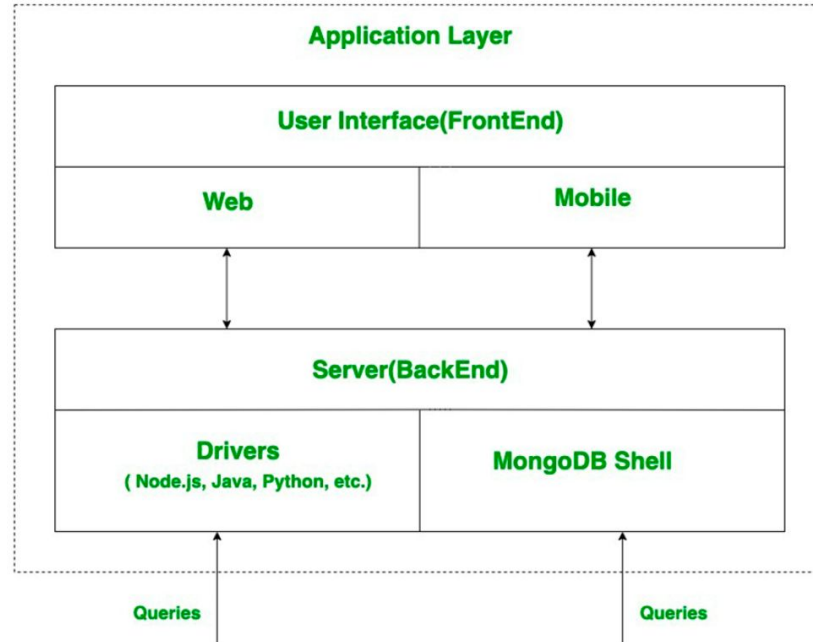 Application Layer
User Interface(FrontEnd)
Web
Mobile
Server(BackEnd)
Drivers
( Node.js, Java, Python, etc.)
MongoDB Shell
Queries
Queries